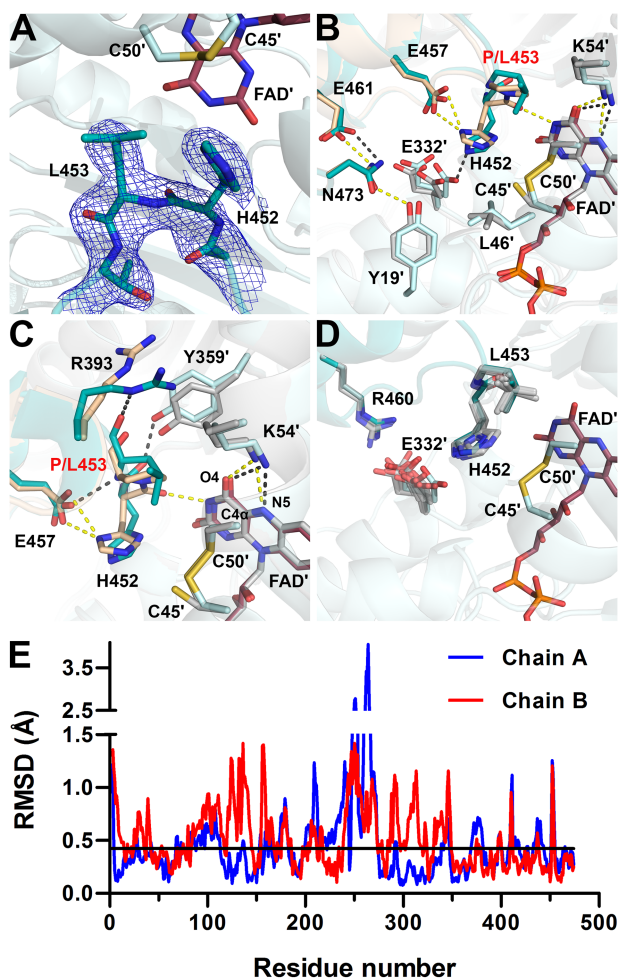 A
C50'
C45'
FAD'
L453
H452
B
P/L453
K54'
E457
E461
E332'
H452
N473
C45'
C50'
FAD'
L46'
Y19'
C
R393
Y359'
K54'
P/L453
O4
N5
C4α
E457
C50'
H452
FAD'
C45'
D
L453
R460
FAD'
E332'
H452
C50'
C45'
E
Chain A
Chain B
RMSD (Å)
3.5
2.5
1.5
1.0
0.5
0.0
0 100 200 300 400 500
Residue number